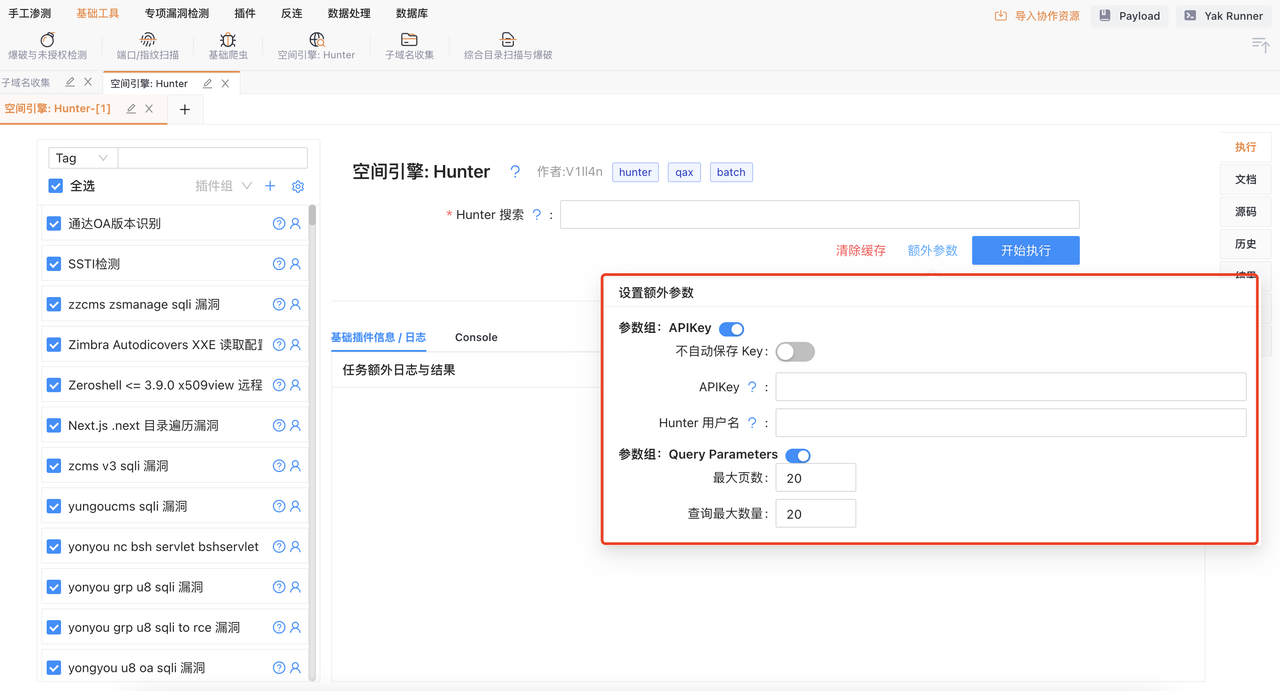 手工渗测 基础工具 专项漏洞检测 插件 反连 数据处理 数据库 导入协作资源 Payload Yak Runner
爆破与未授权检测 端口/指纹扫描 基础爬虫 空间引擎: Hunter 子域名收集 综合目录扫描与爆破
子域名收集 空间引擎: Hunter
空间引擎: Hunter-[1]
Tag
全选 插件组
通达OA版本识别
SSTI检测
zzcms zsmanage sqli 漏洞
Zimbra Autodicovers XXE 读取配置
Zeroshell <= 3.9.0 x509view 远程
Next.js .next 目录遍历漏洞
zcms v3 sqli 漏洞
yungoucms sqli 漏洞
yonyou nc bsh servlet bshservlet
yonyou grp u8 sqli 漏洞
yonyou grp u8 sqli to rce 漏洞
yongyou u8 oa sqli 漏洞
空间引擎: Hunter ? 作者:V1ll4n hunter qax batch
* Hunter 搜索 ? :
清除缓存 额外参数 开始执行
基础插件信息 / 日志 Console
任务额外日志与结果
设置额外参数
参数组：APIKey
不自动保存 Key:
APIKey ? :
Hunter 用户名 ? :
参数组：Query Parameters
最大页数: 20
查询最大数量: 20
执行
文档
源码
历史
结果